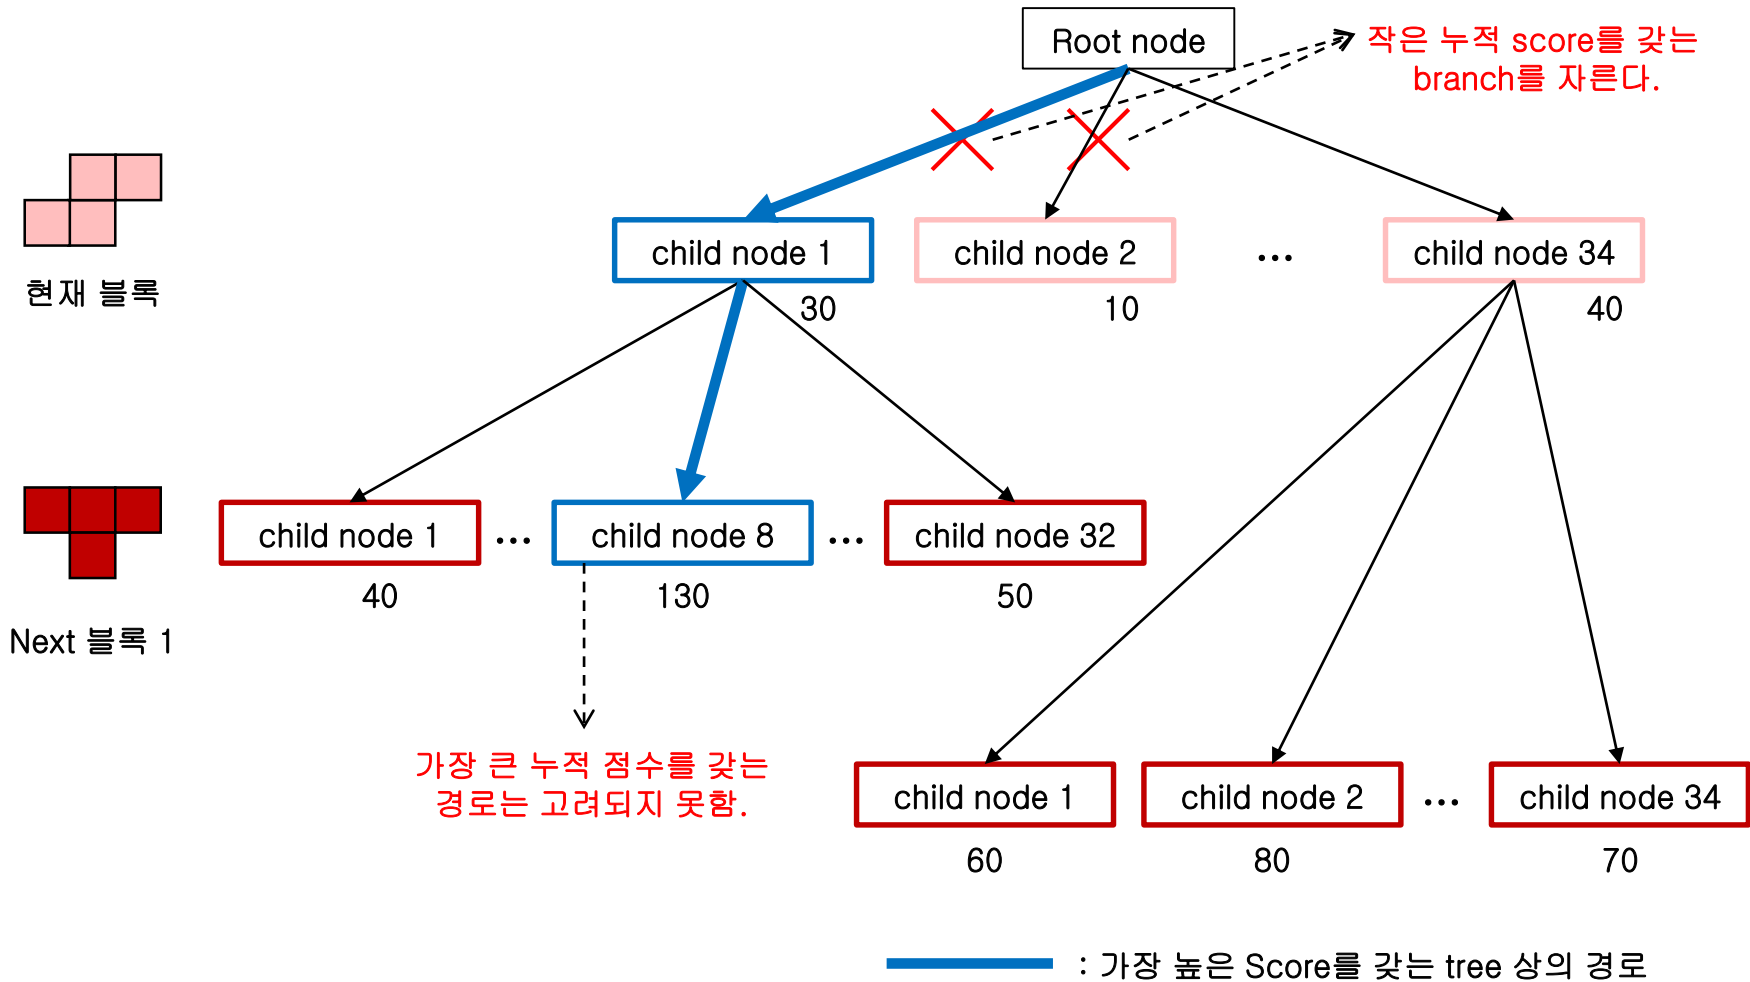 Root node
작은 누적 score를 갖는
branch를 자른다.
현재 블록
child node 1
30
child node 2
10
...
child node 34
40
Next 블록 1
child node 1
40
...
child node 8
130
...
child node 32
50
가장 큰 누적 점수를 갖는
경로는 고려되지 못함.
child node 1
60
child node 2
80
...
child node 34
70
: 가장 높은 Score를 갖는 tree 상의 경로